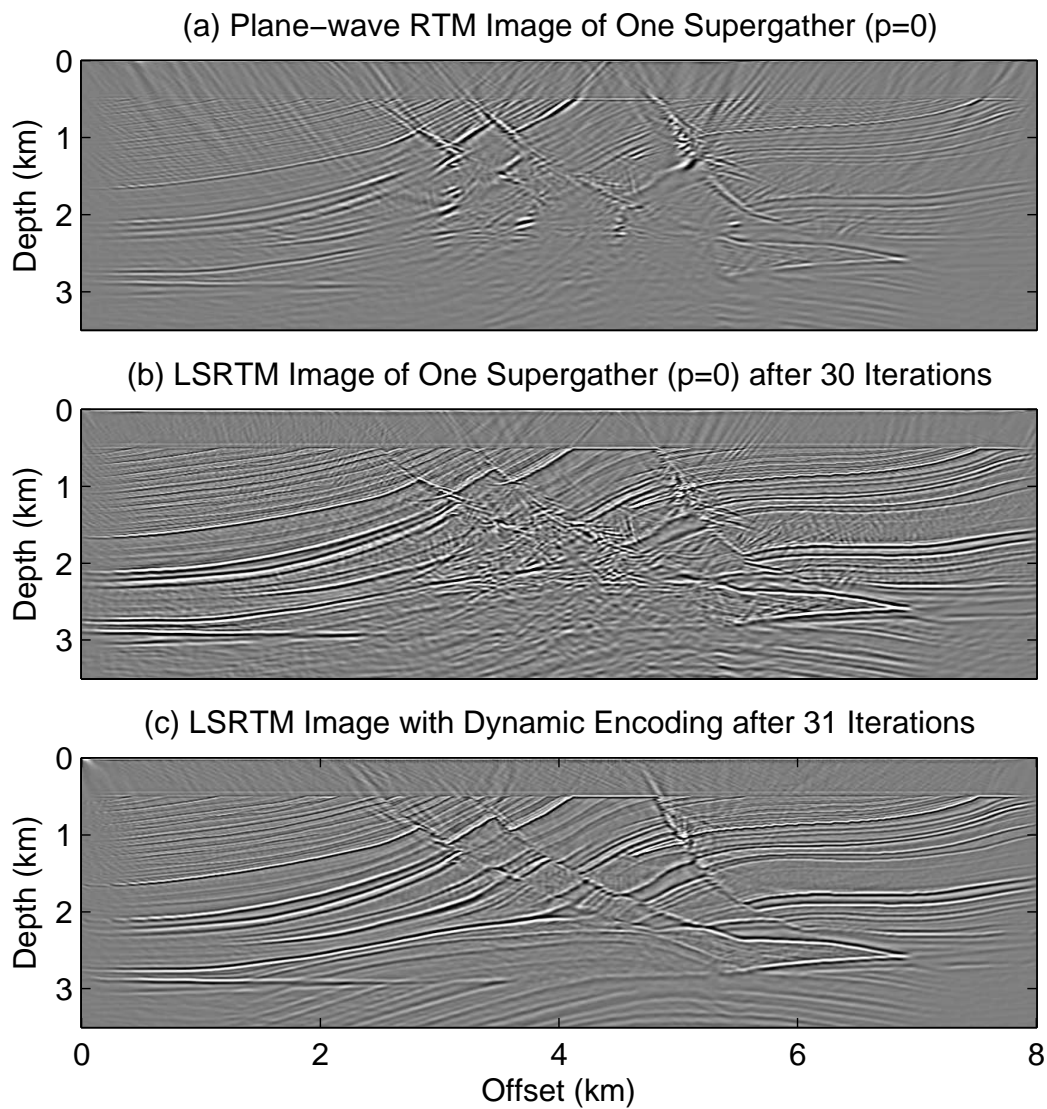 (a) Plane−wave RTM Image of One Supergather (p=0)
0
1
2
3
Depth (km)
(b) LSRTM Image of One Supergather (p=0) after 30 Iterations
0
1
2
3
Depth (km)
(c) LSRTM Image with Dynamic Encoding after 31 Iterations
0
1
2
3
Depth (km)
0 2 4 6 8
Offset (km)